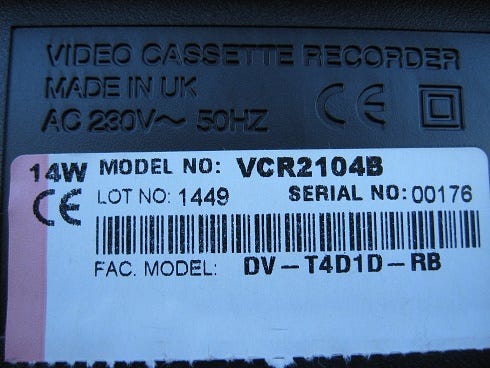 VIDEO CASSETTE RECORDER
MADE IN UK
AC 230V~ 50HZ CE
14W MODEL NO: VCR2104B
CE LOT NO: 1449 SERIAL NO: 00176
FAC. MODEL: DV-T4D1D-RB